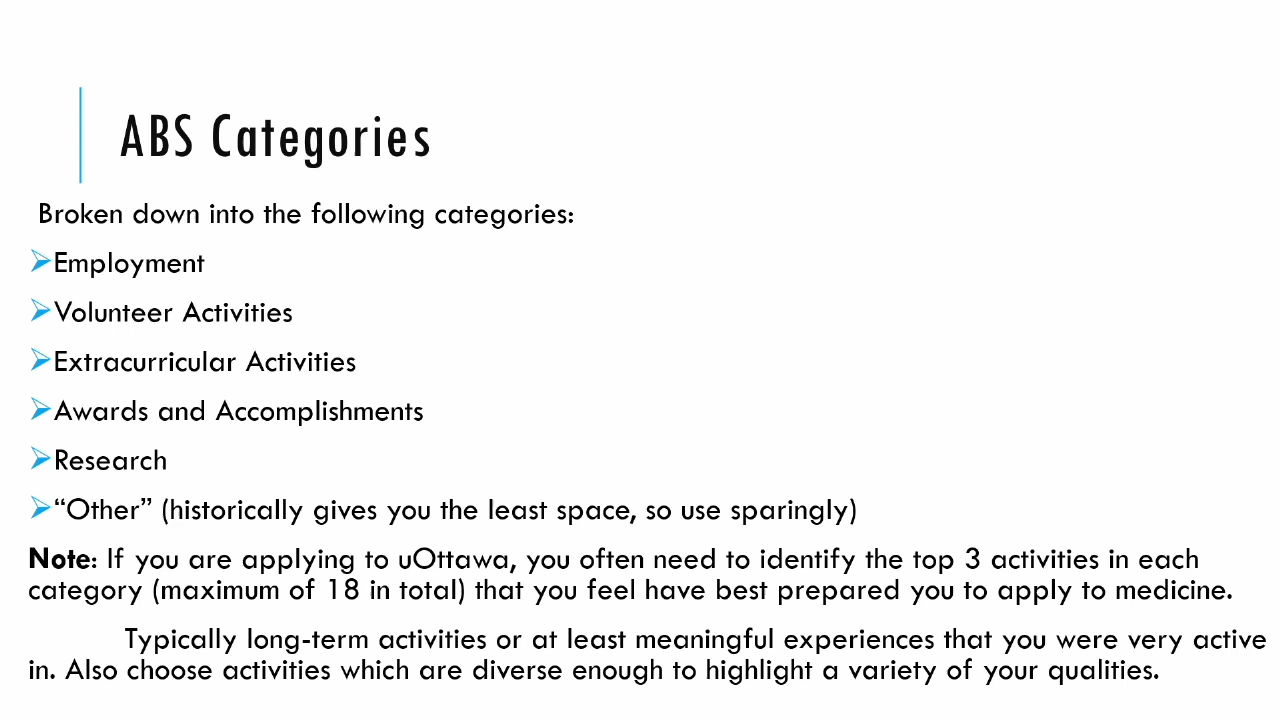 ABS Categories
Broken down into the following categories:
➢Employment
➢Volunteer Activities
➢Extracurricular Activities
➢Awards and Accomplishments
➢Research
➢“Other” (historically gives you the least space, so use sparingly)
Note: If you are applying to uOttawa, you often need to identify the top 3 activities in each
category (maximum of 18 in total) that you feel have best prepared you to apply to medicine.
Typically long-term activities or at least meaningful experiences that you were very active
in. Also choose activities which are diverse enough to highlight a variety of your qualities.